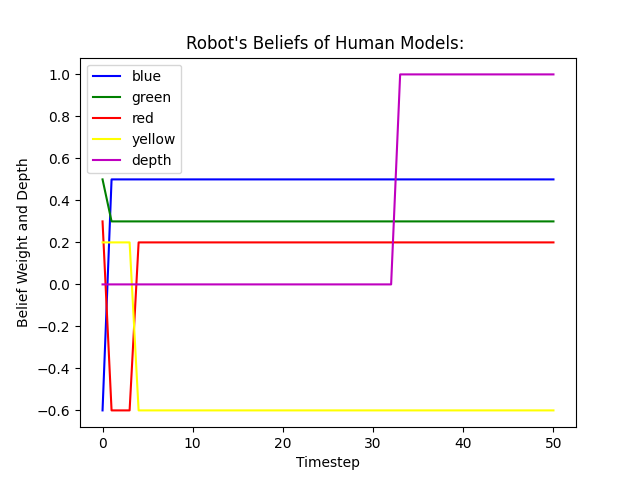 Robot's Beliefs of Human Models:
blue
green
red
yellow
depth
Belief Weight and Depth
1.0
0.8
0.6
0.4
0.2
0.0
−0.2
−0.4
−0.6
0 10 20 30 40 50
Timestep